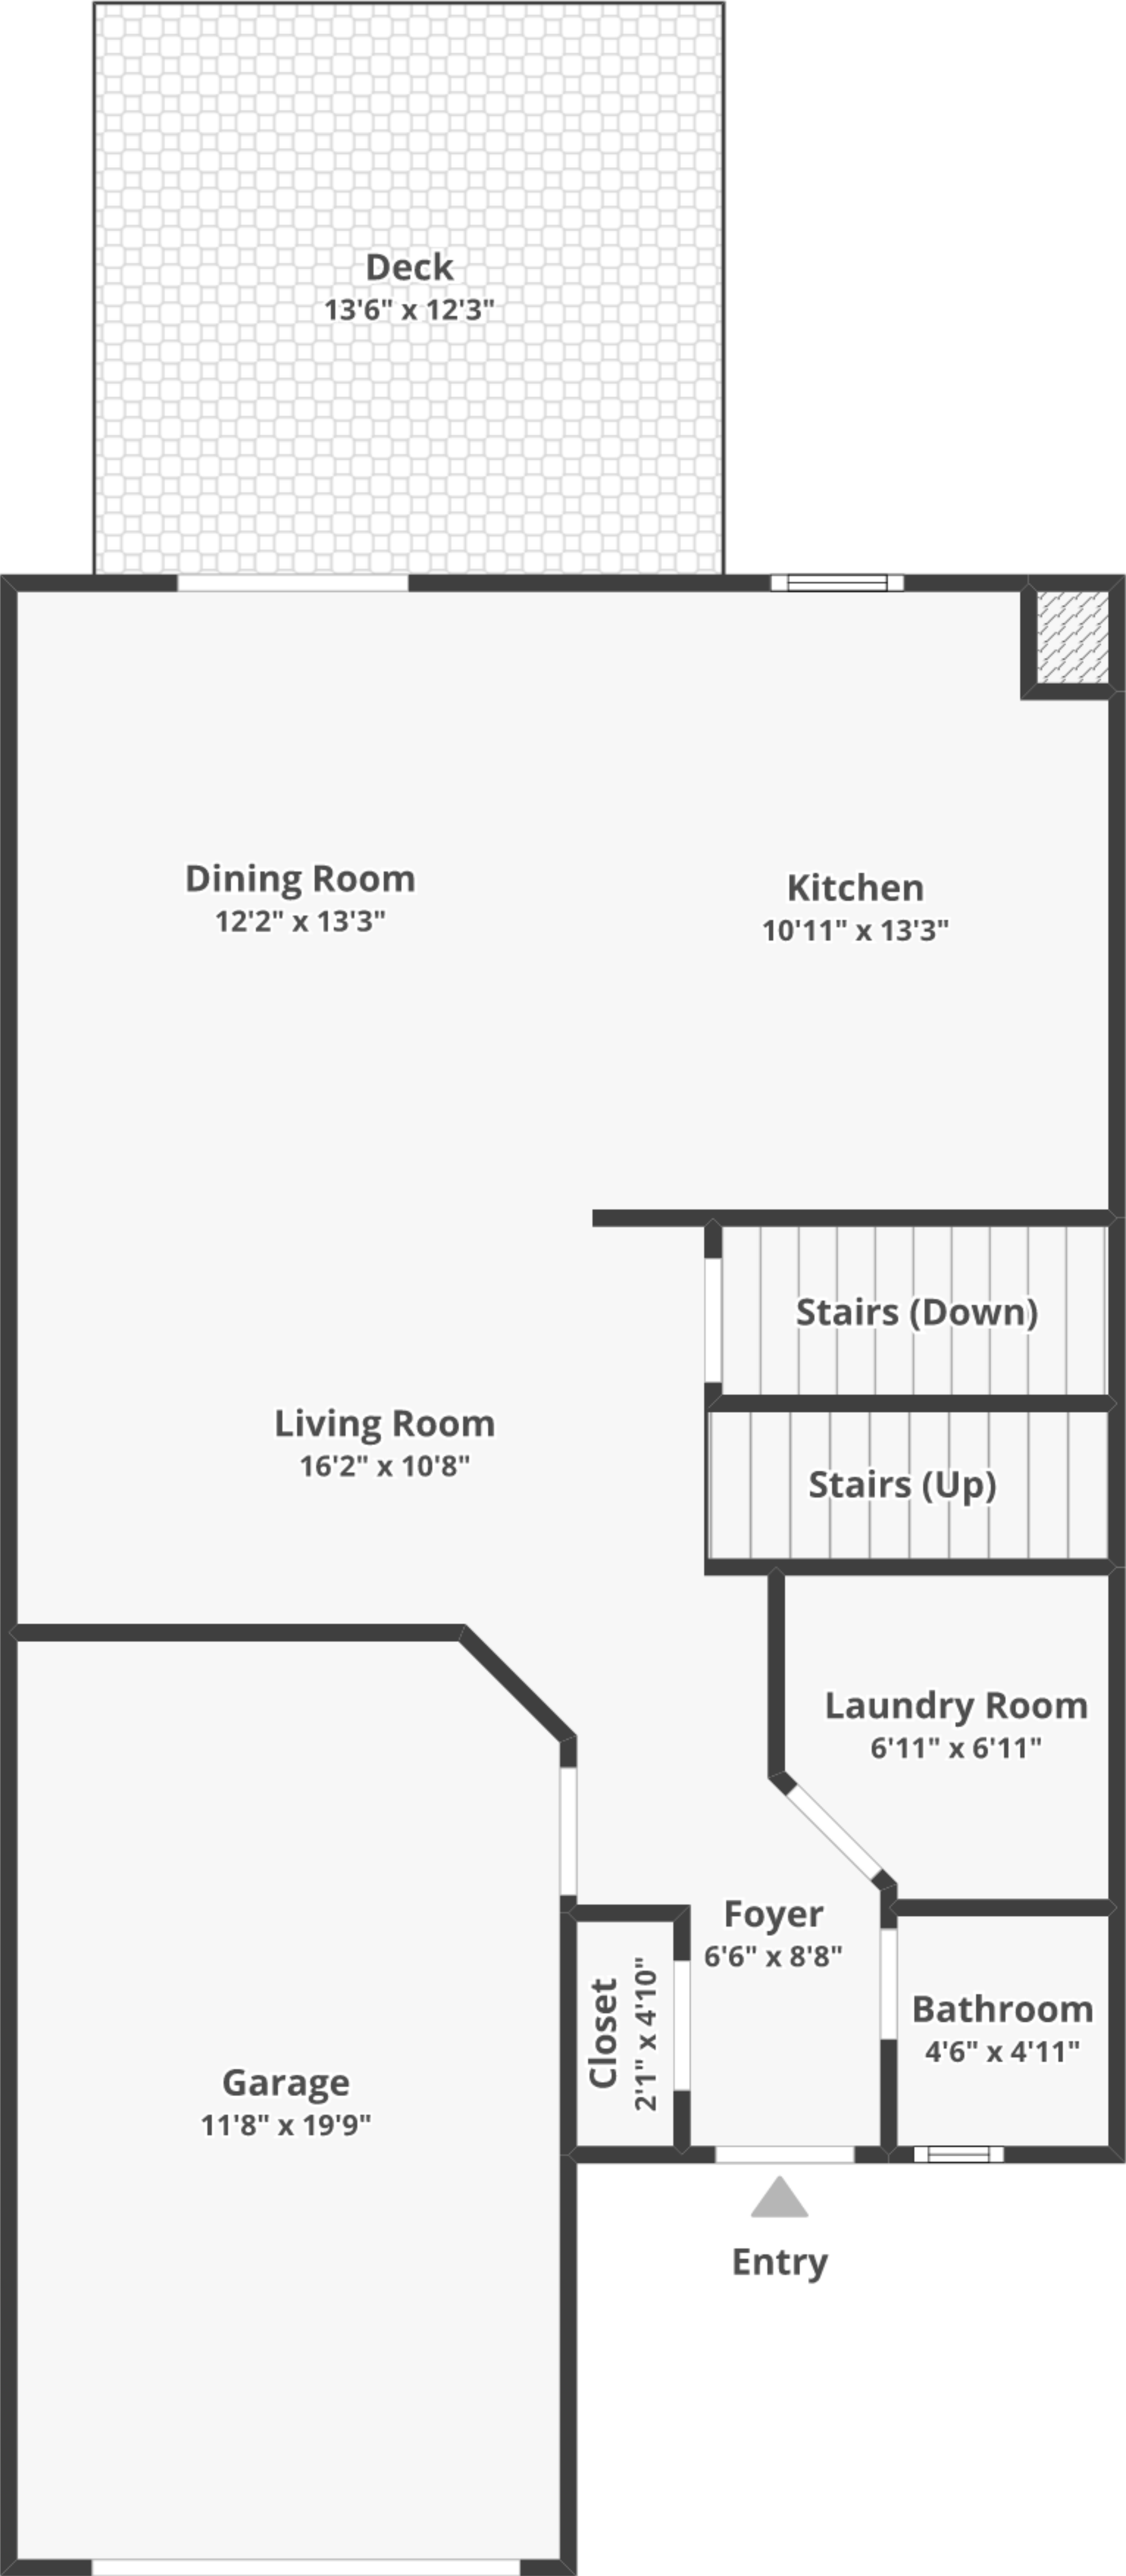 Deck
13'6" x 12'3"
Dining Room
12'2" x 13'3"
Kitchen
10'11" x 13'3"
Stairs (Down)
Living Room
16'2" x 10'8"
Stairs (Up)
Laundry Room
6'11" x 6'11"
Foyer
6'6" x 8'8"
Closet
2'1" x 4'10"
Bathroom
4'6" x 4'11"
Garage
11'8" x 19'9"
Entry